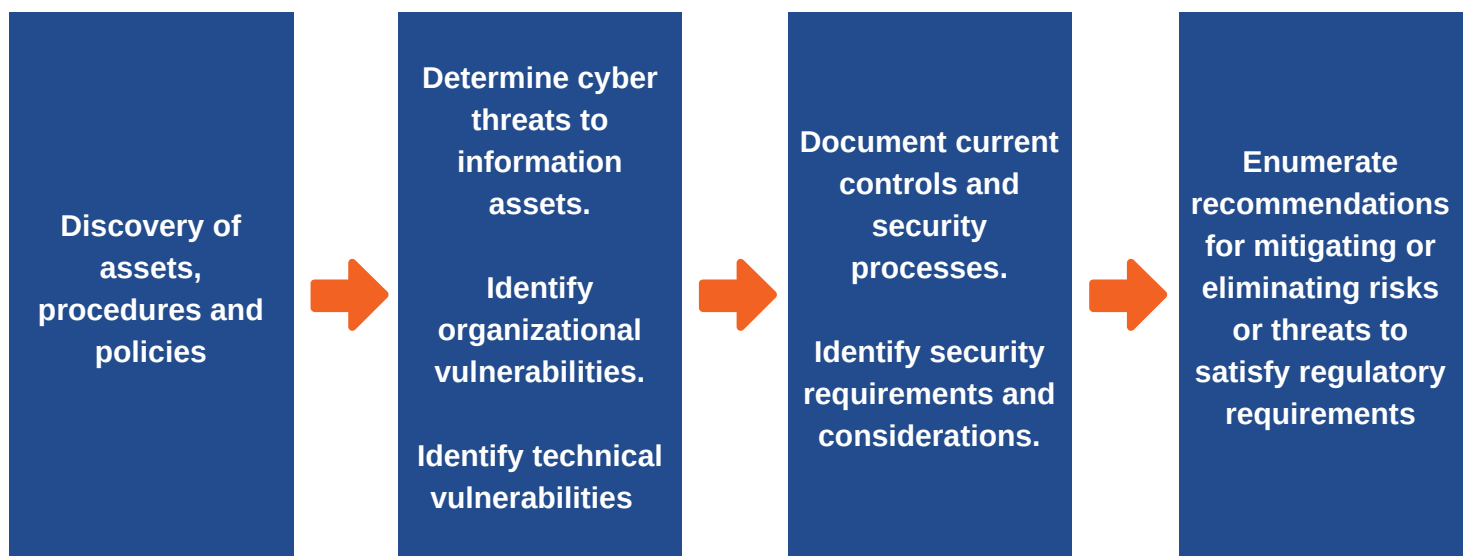 Discovery of
assets,
procedures and
policies
Determine cyber
threats to
information
assets.
Identify
organizational
vulnerabilities.
Identify technical
vulnerabilities
Document current
controls and
security
processes.
Identify security
requirements and
considerations.
Enumerate
recommendations
for mitigating or
eliminating risks
or threats to
satisfy regulatory
requirements